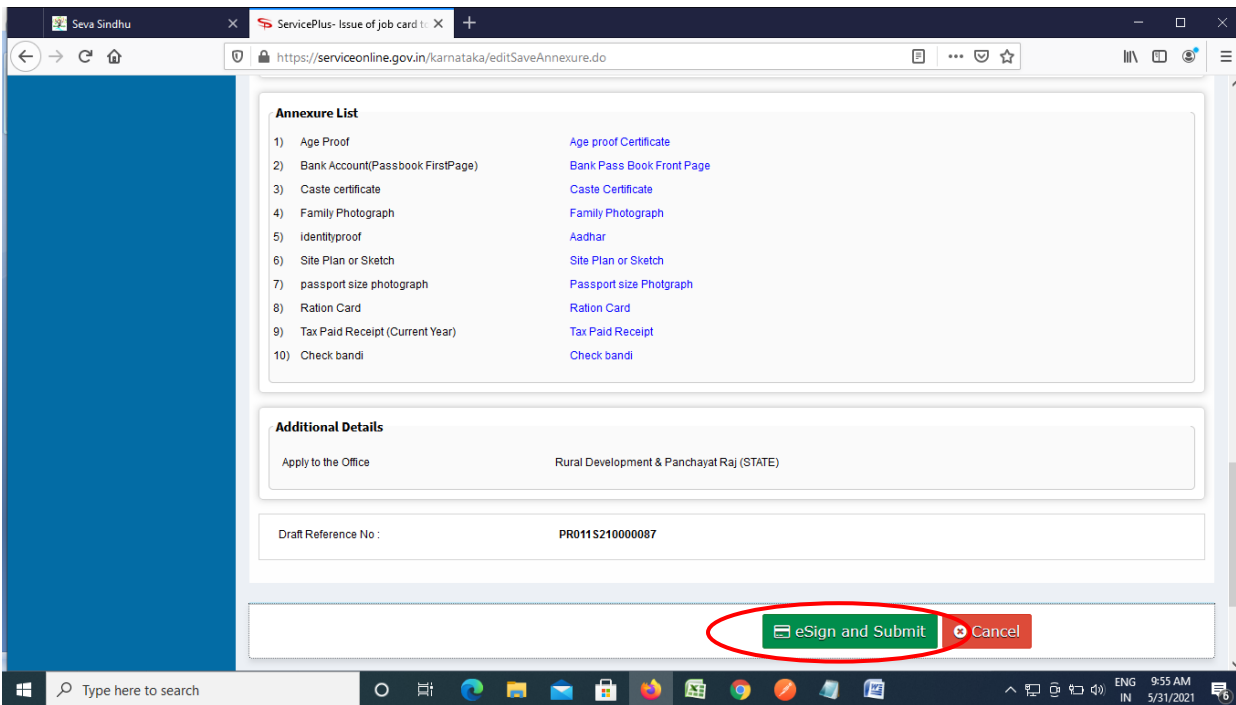 Seva Sindhu
ServicePlus- Issue of job card to
https://serviceonline.gov.in/karnataka/editSaveAnnexure.do
Annexure List
1) Age Proof Age proof Certificate
2) Bank Account(Passbook FirstPage) Bank Pass Book Front Page
3) Caste certificate Caste Certificate
4) Family Photograph Family Photograph
5) identityproof Aadhar
6) Site Plan or Sketch Site Plan or Sketch
7) passport size photograph Passport size Photgraph
8) Ration Card Ration Card
9) Tax Paid Receipt (Current Year) Tax Paid Receipt
10) Check bandi Check bandi
Additional Details
Apply to the Office Rural Development & Panchayat Raj (STATE)
Draft Reference No : PR011S210000087
eSign and Submit Cancel
Type here to search
ENG 9:55 AM
IN 5/31/2021
6